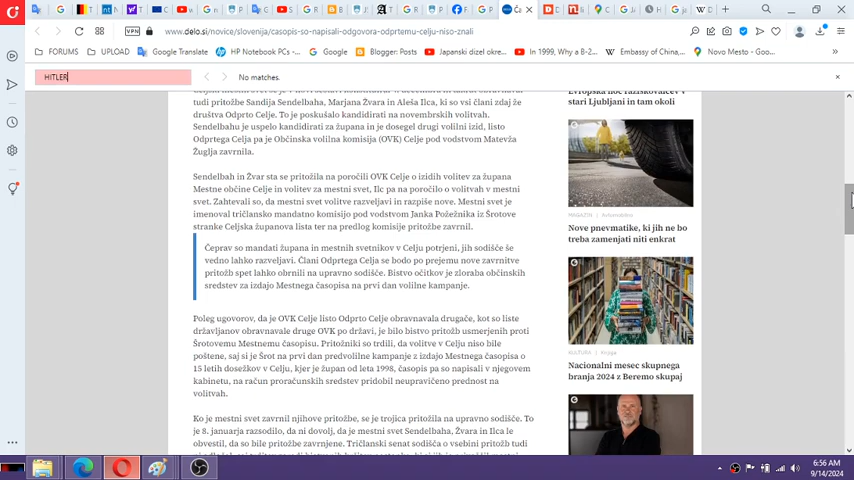 www.delo.si/novice/slovenija/casopis-so-napisali-odgovora-odprtemu-celju-niso-znali
VPN
FORUMS
UPLOAD
Google Translate
HP Notebook PCs?
Google
Blogger: Posts
Japanski dizel okre...
In 1999, Why a B-2...
Embassy of China,...
Novo Mesto - Goo...
HITLER
No matches.
tudi pritožbe Sandija Sendelbaha, Marjana Žvara in Aleša Ilca, ki so vsi člani zdaj že
društva Odprto Celje. To je poskušalo kandidirati na novembrskih volitvah.
Sendelbahu je uspelo kandidirati za župana in je dosegel drugi volilni izid, listo
Odprtega Celja pa je Občinska volilna komisija (OVK) Celje pod vodstvom Matevža
Žuglja zavrnila.
Sendelbah in Žvar sta se pritožila na poročili OVK Celje o izidih volitev za župana
Mestne občine Celje in volitev za mestni svet, Ilc pa na poročilo o volitvah v mestni
svet. Zahtevali so, da mestni svet volitve razveljavi in razpiše nove. Mestni svet je
imenoval tričlansko mandatno komisijo pod vodstvom Janka Požežnika iz Šrotove
stranke Celjska županova lista ter na predlog komisije pritožbe zavrnil.
Čeprav so mandati župana in mestnih svetnikov v Celju potrjeni, jih sodišče še
vedno lahko razveljavi. Člani Odprtega Celja se bodo po prejemu nove zavrnitve
pritožb spet lahko obrnili na upravno sodišče. Bistvo očitkov je zloraba občinskih
sredstev za izdajo Mestnega časopisa na prvi dan volilne kampanje.
Poleg ugovorov, da je OVK Celje listo Odprto Celje obravnavala drugače, kot so liste
državljanov obravnavale druge OVK po državi, je bilo bistvo pritožb usmerjenih proti
Šrotovemu Mestnemu časopisu. Pritožniki so trdili, da volitve v Celju niso bile
poštene, saj si je Šrot na prvi dan predvolilne kampanje z izdajo Mestnega časopisa o
15 letih dosežkov v Celju, kjer je župan od leta 1998, časopis pa so napisali v njegovem
kabinetu, na račun proračunskih sredstev pridobil neupravičeno prednost na
volitvah.
Ko je mestni svet zavrnil njihove pritožbe, se je trojica pritožila na upravno sodišče. To
je 8. januarja razsodilo, da ni dovolj, da je mestni svet Sendelbaha, Žvara in Ilca le
obvestil, da so bile pritožbe zavrnjene. Tričlanski senat sodišča o vsebini pritožb tudi
Evropska noč raziskovalcev v
stari Ljubljani in tam okoli
MAGAZIN / Avtomobilizem
Nove pnevmatike, ki jih ne bo
treba zamenjati niti enkrat
KULTURA / Knjiga
Nacionalni mesec skupnega
branja 2024 z Beremo skupaj
6:56 AM
9/14/2024